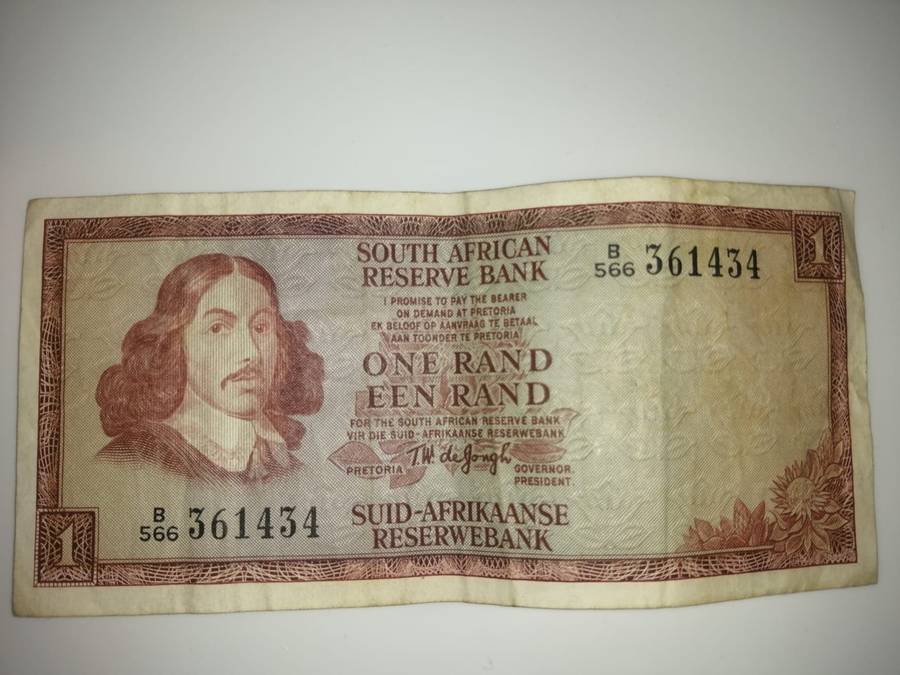 SOUTH AFRICAN
RESERVE BANK
B
566 361434
1
I PROMISE TO PAY THE BEARER
ON DEMAND AT PRETORIA
EK BELOOF OP AANVRAAG TE BETAAL
AAN TOONDER TE PRETORIA
ONE RAND
EEN RAND
FOR THE SOUTH AFRICAN RESERVE BANK
VIR DIE SUID-AFRIKAANSE RESERWEBANK
T.W. de Jongh
PRETORIA
GOVERNOR.
PRESIDENT.
1
B
566 361434
SUID-AFRIKAANSE
RESERWEBANK